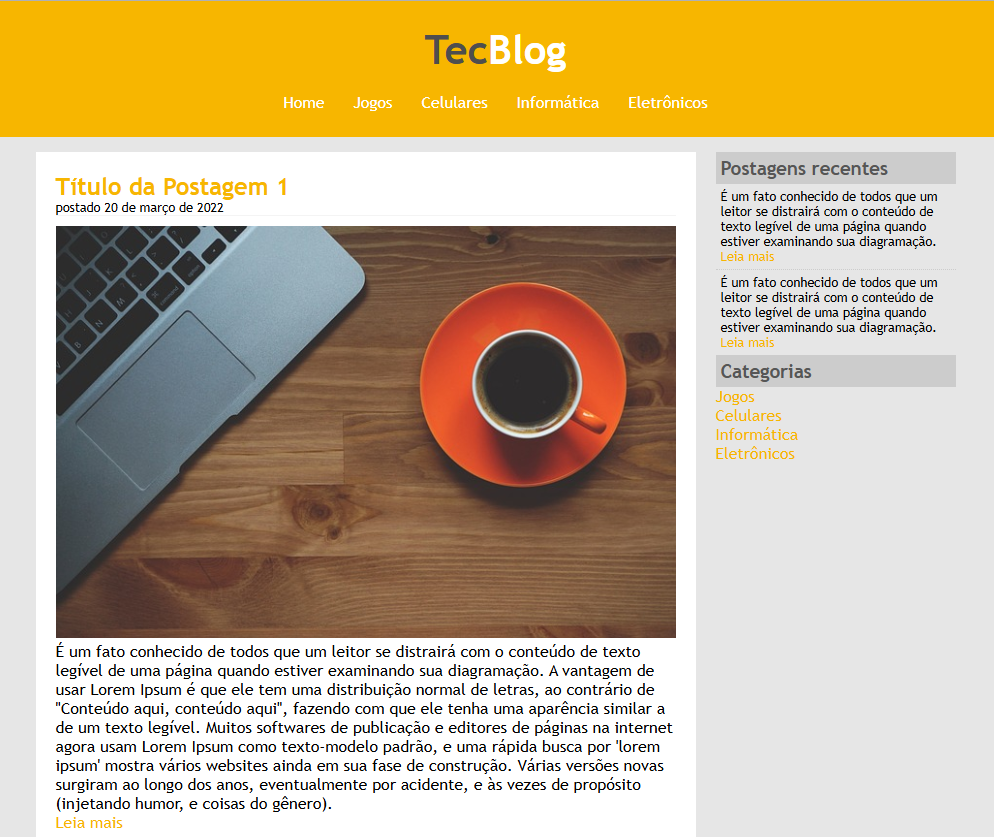 TecBlog
Home Jogos Celulares Informática Eletrônicos
Título da Postagem 1
postado 20 de março de 2022
É um fato conhecido de todos que um leitor se distrairá com o conteúdo de texto
legível de uma página quando estiver examinando sua diagramação. A vantagem de
usar Lorem Ipsum é que ele tem uma distribuição normal de letras, ao contrário de
"Conteúdo aqui, conteúdo aqui", fazendo com que ele tenha uma aparência similar a
de um texto legível. Muitos softwares de publicação e editores de páginas na internet
agora usam Lorem Ipsum como texto-modelo padrão, e uma rápida busca por 'lorem
ipsum' mostra vários websites ainda em sua fase de construção. Várias versões novas
surgiram ao longo dos anos, eventualmente por acidente, e às vezes de propósito
(injetando humor, e coisas do gênero).
Leia mais
Postagens recentes
É um fato conhecido de todos que um
leitor se distrairá com o conteúdo de
texto legível de uma página quando
estiver examinando sua diagramação.
Leia mais
É um fato conhecido de todos que um
leitor se distrairá com o conteúdo de
texto legível de uma página quando
estiver examinando sua diagramação.
Leia mais
Categorias
Jogos
Celulares
Informática
Eletrônicos